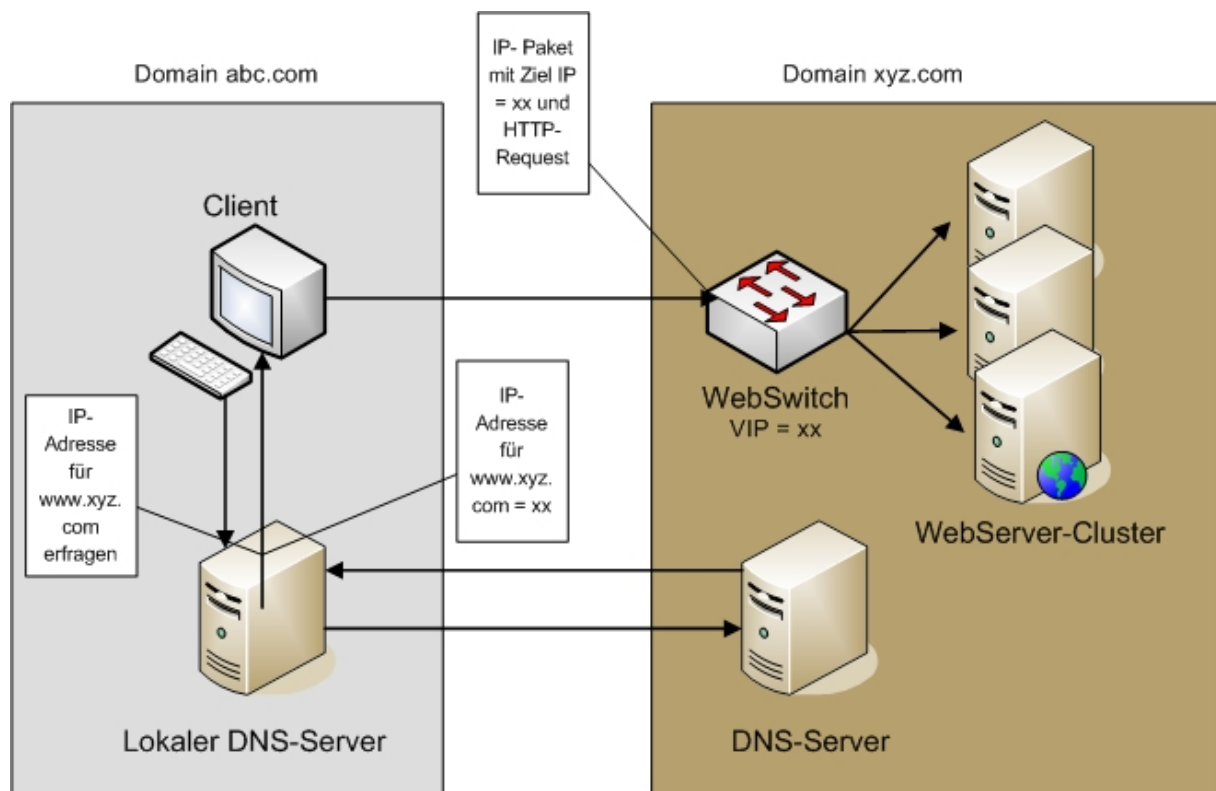 IP- Paket
mit Ziel IP
= xx und
HTTP-
Request
Domain abc.com
Domain xyz.com
Client
WebSwitch
VIP = xx
IP-
Adresse
für
www.xyz.
com
erfragen
IP-
Adresse
für
www.xyz.
com = xx
WebServer-Cluster
Lokaler DNS-Server
DNS-Server